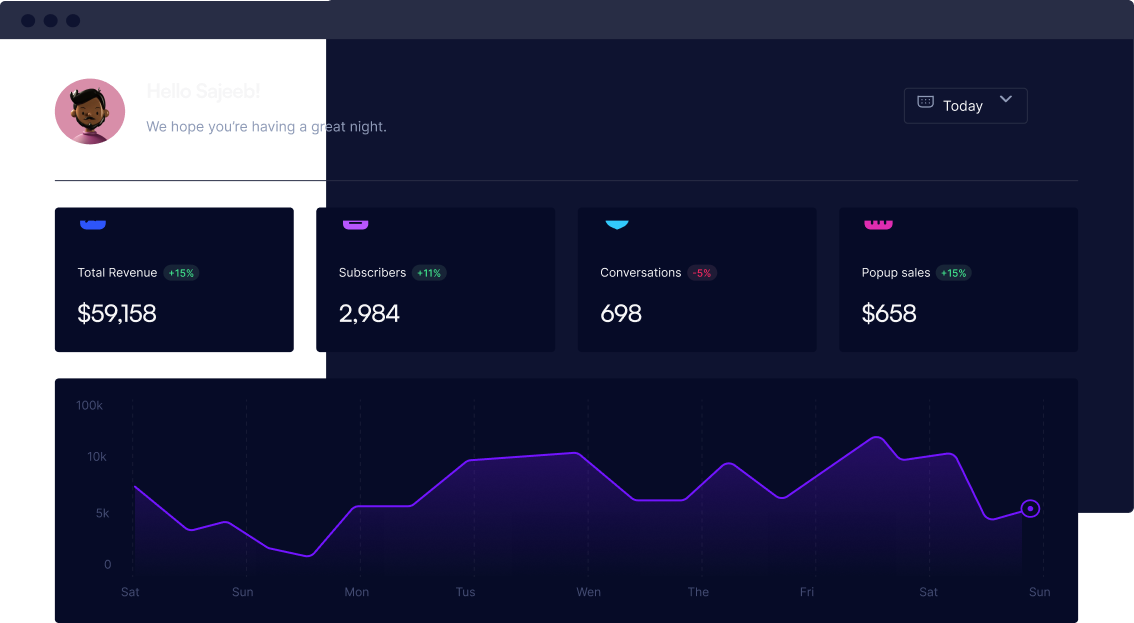 Hello Sajeeb!
We hope you're having a great night.
Today
Total Revenue +15%
$59,158
Subscribers +11%
2,984
Conversations -5%
698
Popup sales +15%
$658
100k
10k
5k
0
Sat Sun Mon Tus Wen The Fri Sat Sun